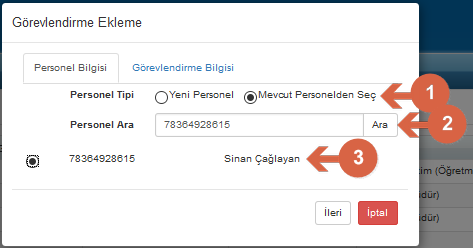 Görevlendirme Ekleme
Personel Bilgisi Görevlendirme Bilgisi
Personel Tipi Yeni Personel Mevcut Personelden Seç 1
Personel Ara 78364928615 Ara 2
78364928615 Sinan Çağlayan 3
İleri İptal